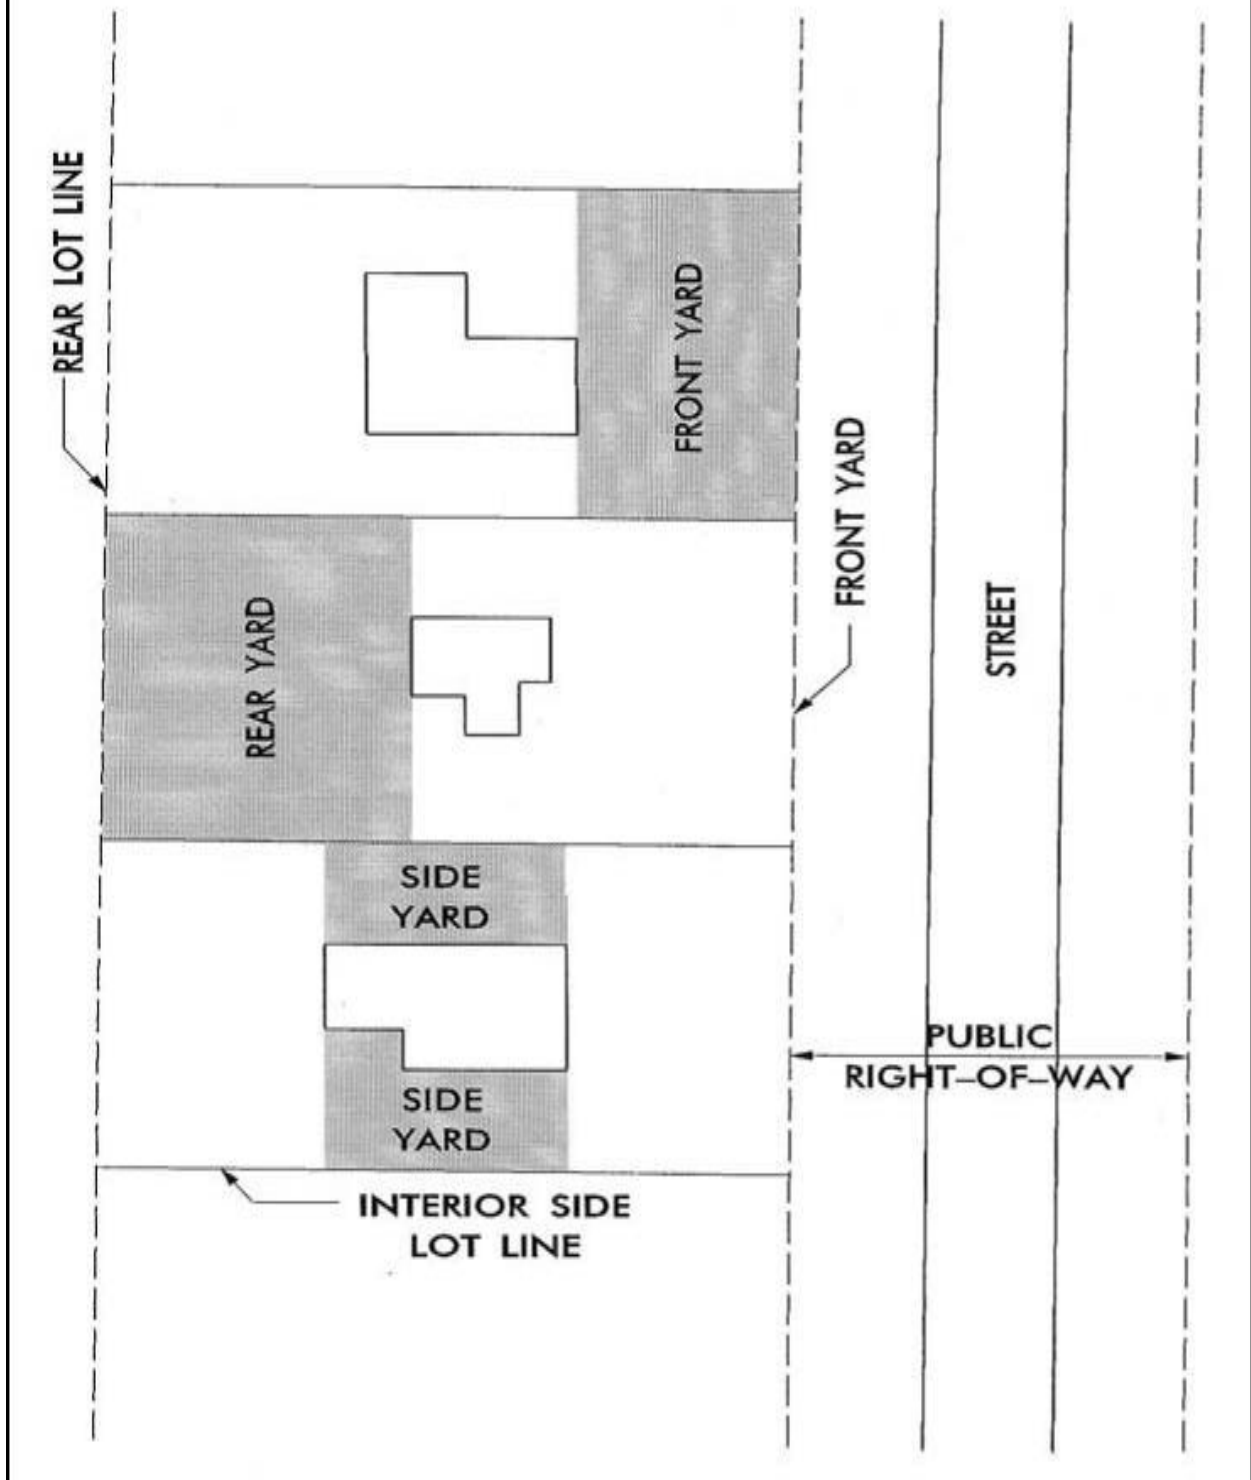 REAR LOT LINE
FRONT YARD
FRONT YARD
REAR YARD
STREET
SIDE
YARD
PUBLIC
RIGHT–OF–WAY
SIDE
YARD
INTERIOR SIDE
LOT LINE